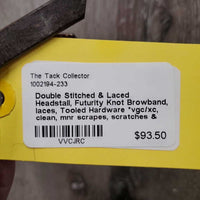 The Tack Collector
1002194-233
Double Stitched & Laced
Headstall, Futurity Knot Browband,
laces, Tooled Hardware *vgc/xc,
clean, mnr scrapes, scratches &
VVCJRC
$93.50